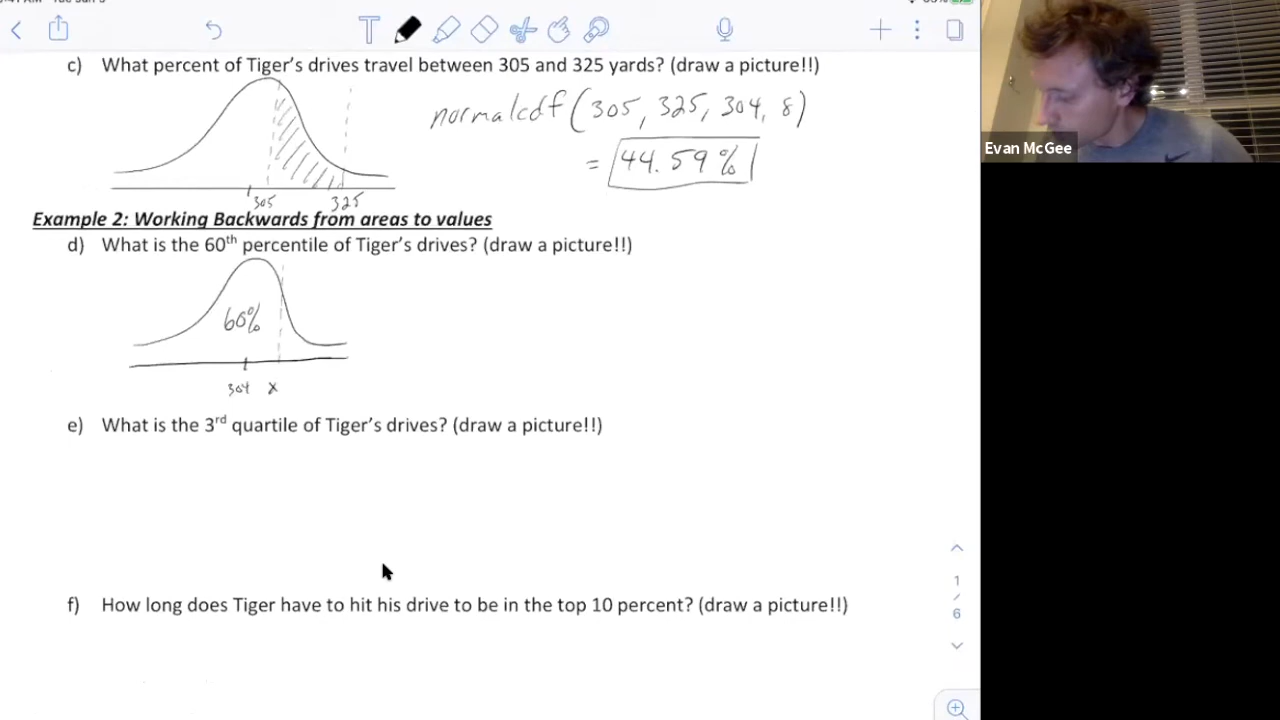 c) What percent of Tiger's drives travel between 305 and 325 yards? (draw a picture!!)
normalcdf (305, 325, 304, 8)
= 44.59%
305 325
Example 2: Working Backwards from areas to values
d) What is the 60th percentile of Tiger's drives? (draw a picture!!)
60%
304 x
e) What is the 3rd quartile of Tiger's drives? (draw a picture!!)
f) How long does Tiger have to hit his drive to be in the top 10 percent? (draw a picture!!)
T
1
/
6
Evan McGee